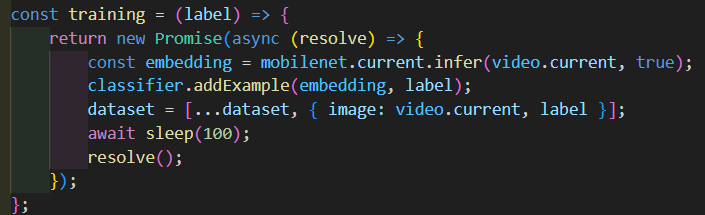 const training = (label) => {
return new Promise(async (resolve) => {
const embedding = mobilenet.current.infer(video.current, true);
classifier.addExample(embedding, label);
dataset = [...dataset, { image: video.current, label }];
await sleep(100);
resolve();
});
};